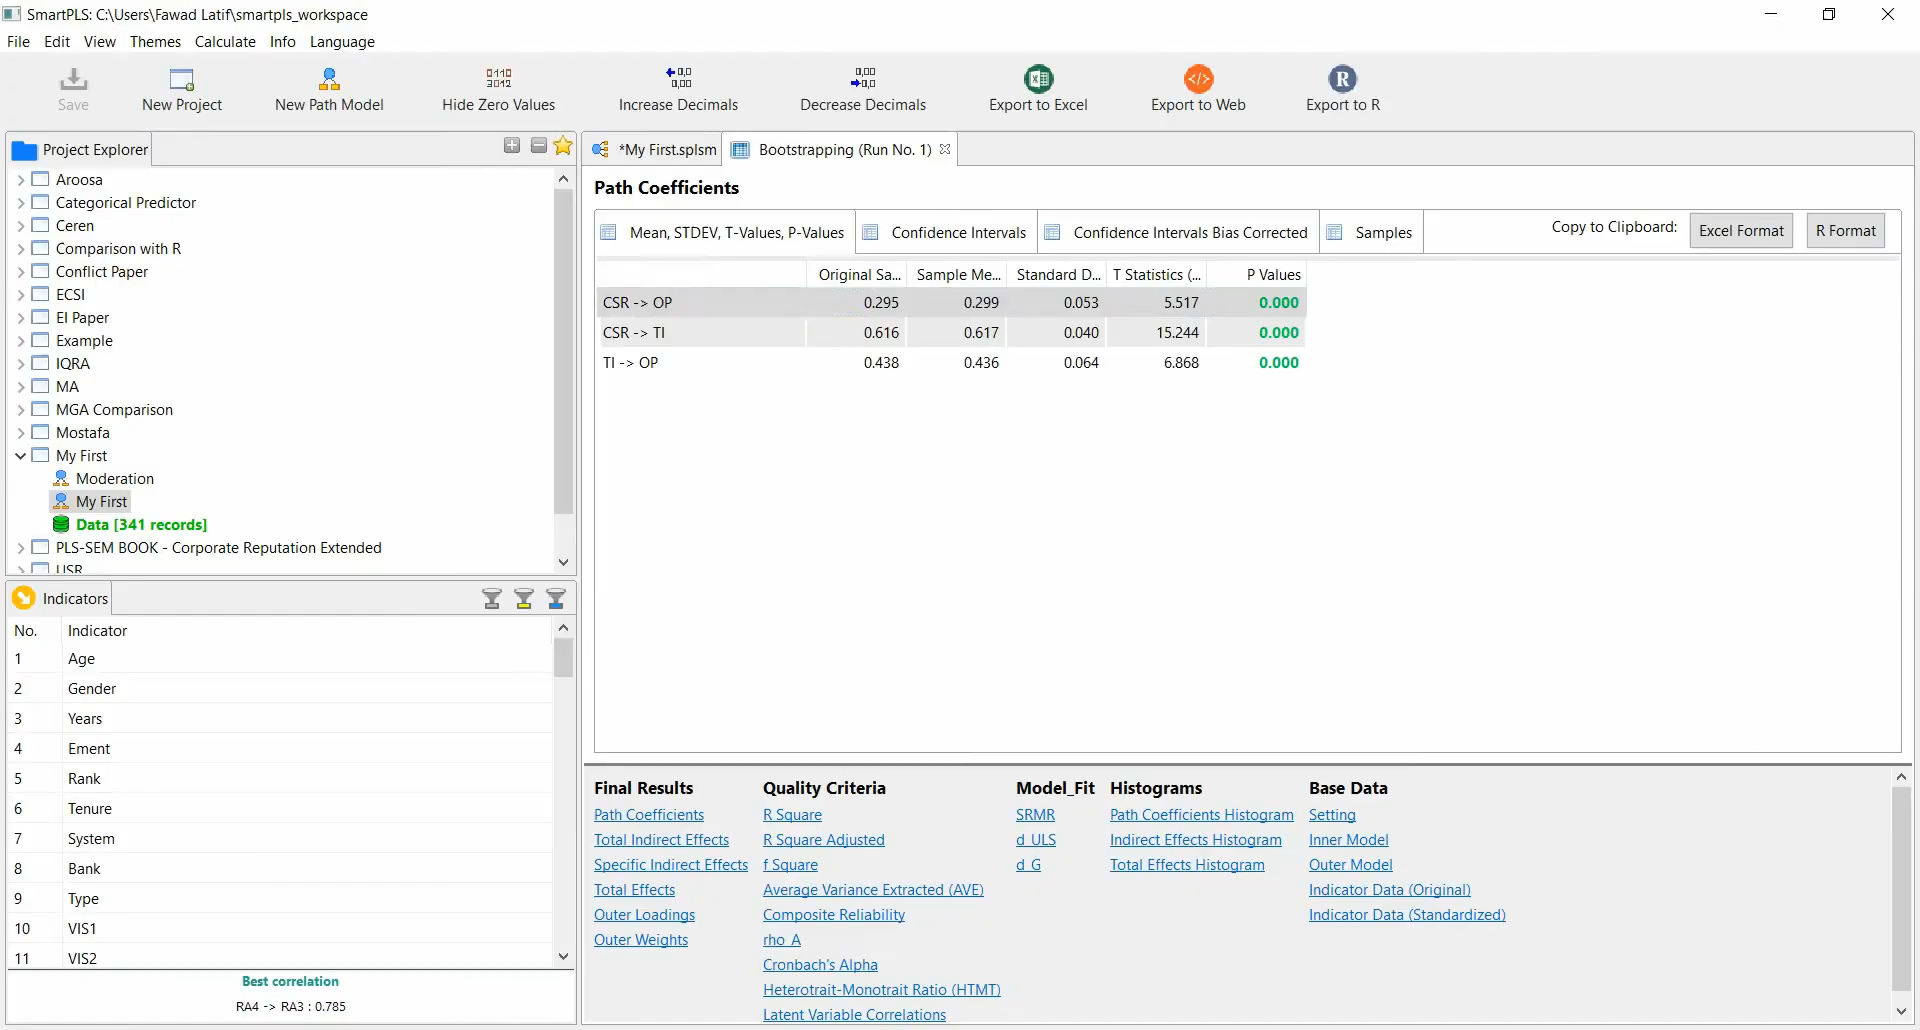 SmartPLS: C:\Users\Fawad Latif\smartpls_workspace
File Edit View Themes Calculate Info Language
Save New Project New Path Model Hide Zero Values Increase Decimals Decrease Decimals Export to Excel Export to Web Export to R
Project Explorer
Aroosa
Categorical Predictor
Ceren
Comparison with R
Conflict Paper
ECSI
EI Paper
Example
IQRA
MA
MGA Comparison
Mostafa
My First
Moderation
My First
Data [341 records]
PLS-SEM BOOK - Corporate Reputation Extended
Indicators
No. Indicator
1 Age
2 Gender
3 Years
4 Ement
5 Rank
6 Tenure
7 System
8 Bank
9 Type
10 VIS1
11 VIS2
Best correlation
RA4 -> RA3 : 0.785
*My First.splsm Bootstrapping (Run No. 1)
Path Coefficients
Mean, STDEV, T-Values, P-Values Confidence Intervals Confidence Intervals Bias Corrected Samples Copy to Clipboard: Excel Format R Format
Original Sa... Sample Me... Standard D... T Statistics (... P Values
CSR -> OP 0.295 0.299 0.053 5.517 0.000
CSR -> TI 0.616 0.617 0.040 15.244 0.000
TI -> OP 0.438 0.436 0.064 6.868 0.000
Final Results Quality Criteria Model_Fit Histograms Base Data
Path Coefficients R Square SRMR Path Coefficients Histogram Setting
Total Indirect Effects R Square Adjusted d_ULS Indirect Effects Histogram Inner Model
Specific Indirect Effects f Square d_G Total Effects Histogram Outer Model
Total Effects Average Variance Extracted (AVE) Indicator Data (Original)
Outer Loadings Composite Reliability Indicator Data (Standardized)
Outer Weights rho_A
Cronbach's Alpha
Heterotrait-Monotrait Ratio (HTMT)
Latent Variable Correlations